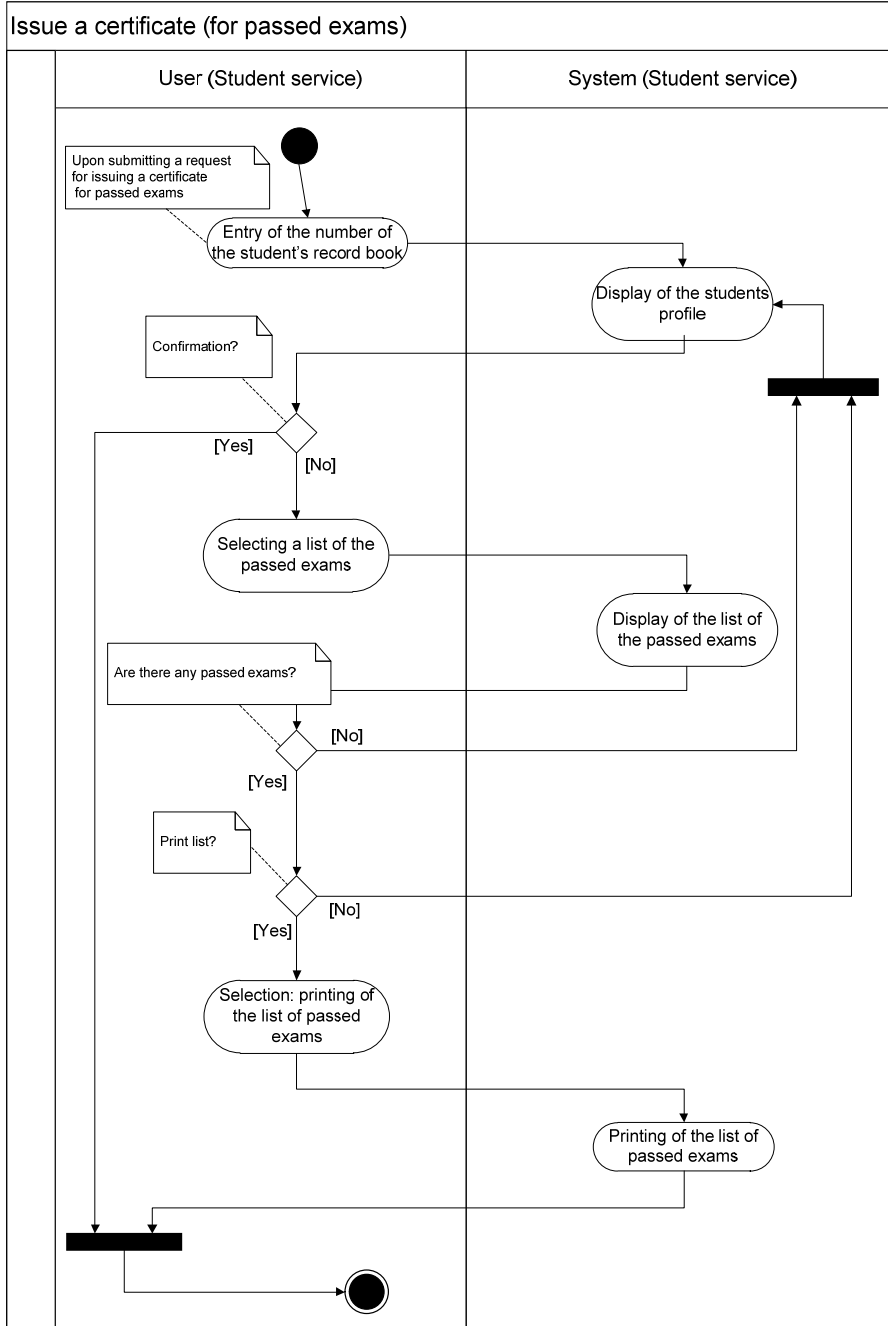 Issue a certificate (for passed exams)
User (Student service)
System (Student service)
Upon submitting a request
for issuing a certificate
for passed exams
Entry of the number of
the student's record book
Display of the students
profile
Confirmation?
[Yes]
[No]
Selecting a list of the
passed exams
Display of the list of
the passed exams
Are there any passed exams?
[No]
[Yes]
Print list?
[No]
[Yes]
Selection: printing of
the list of passed
exams
Printing of the list of
passed exams